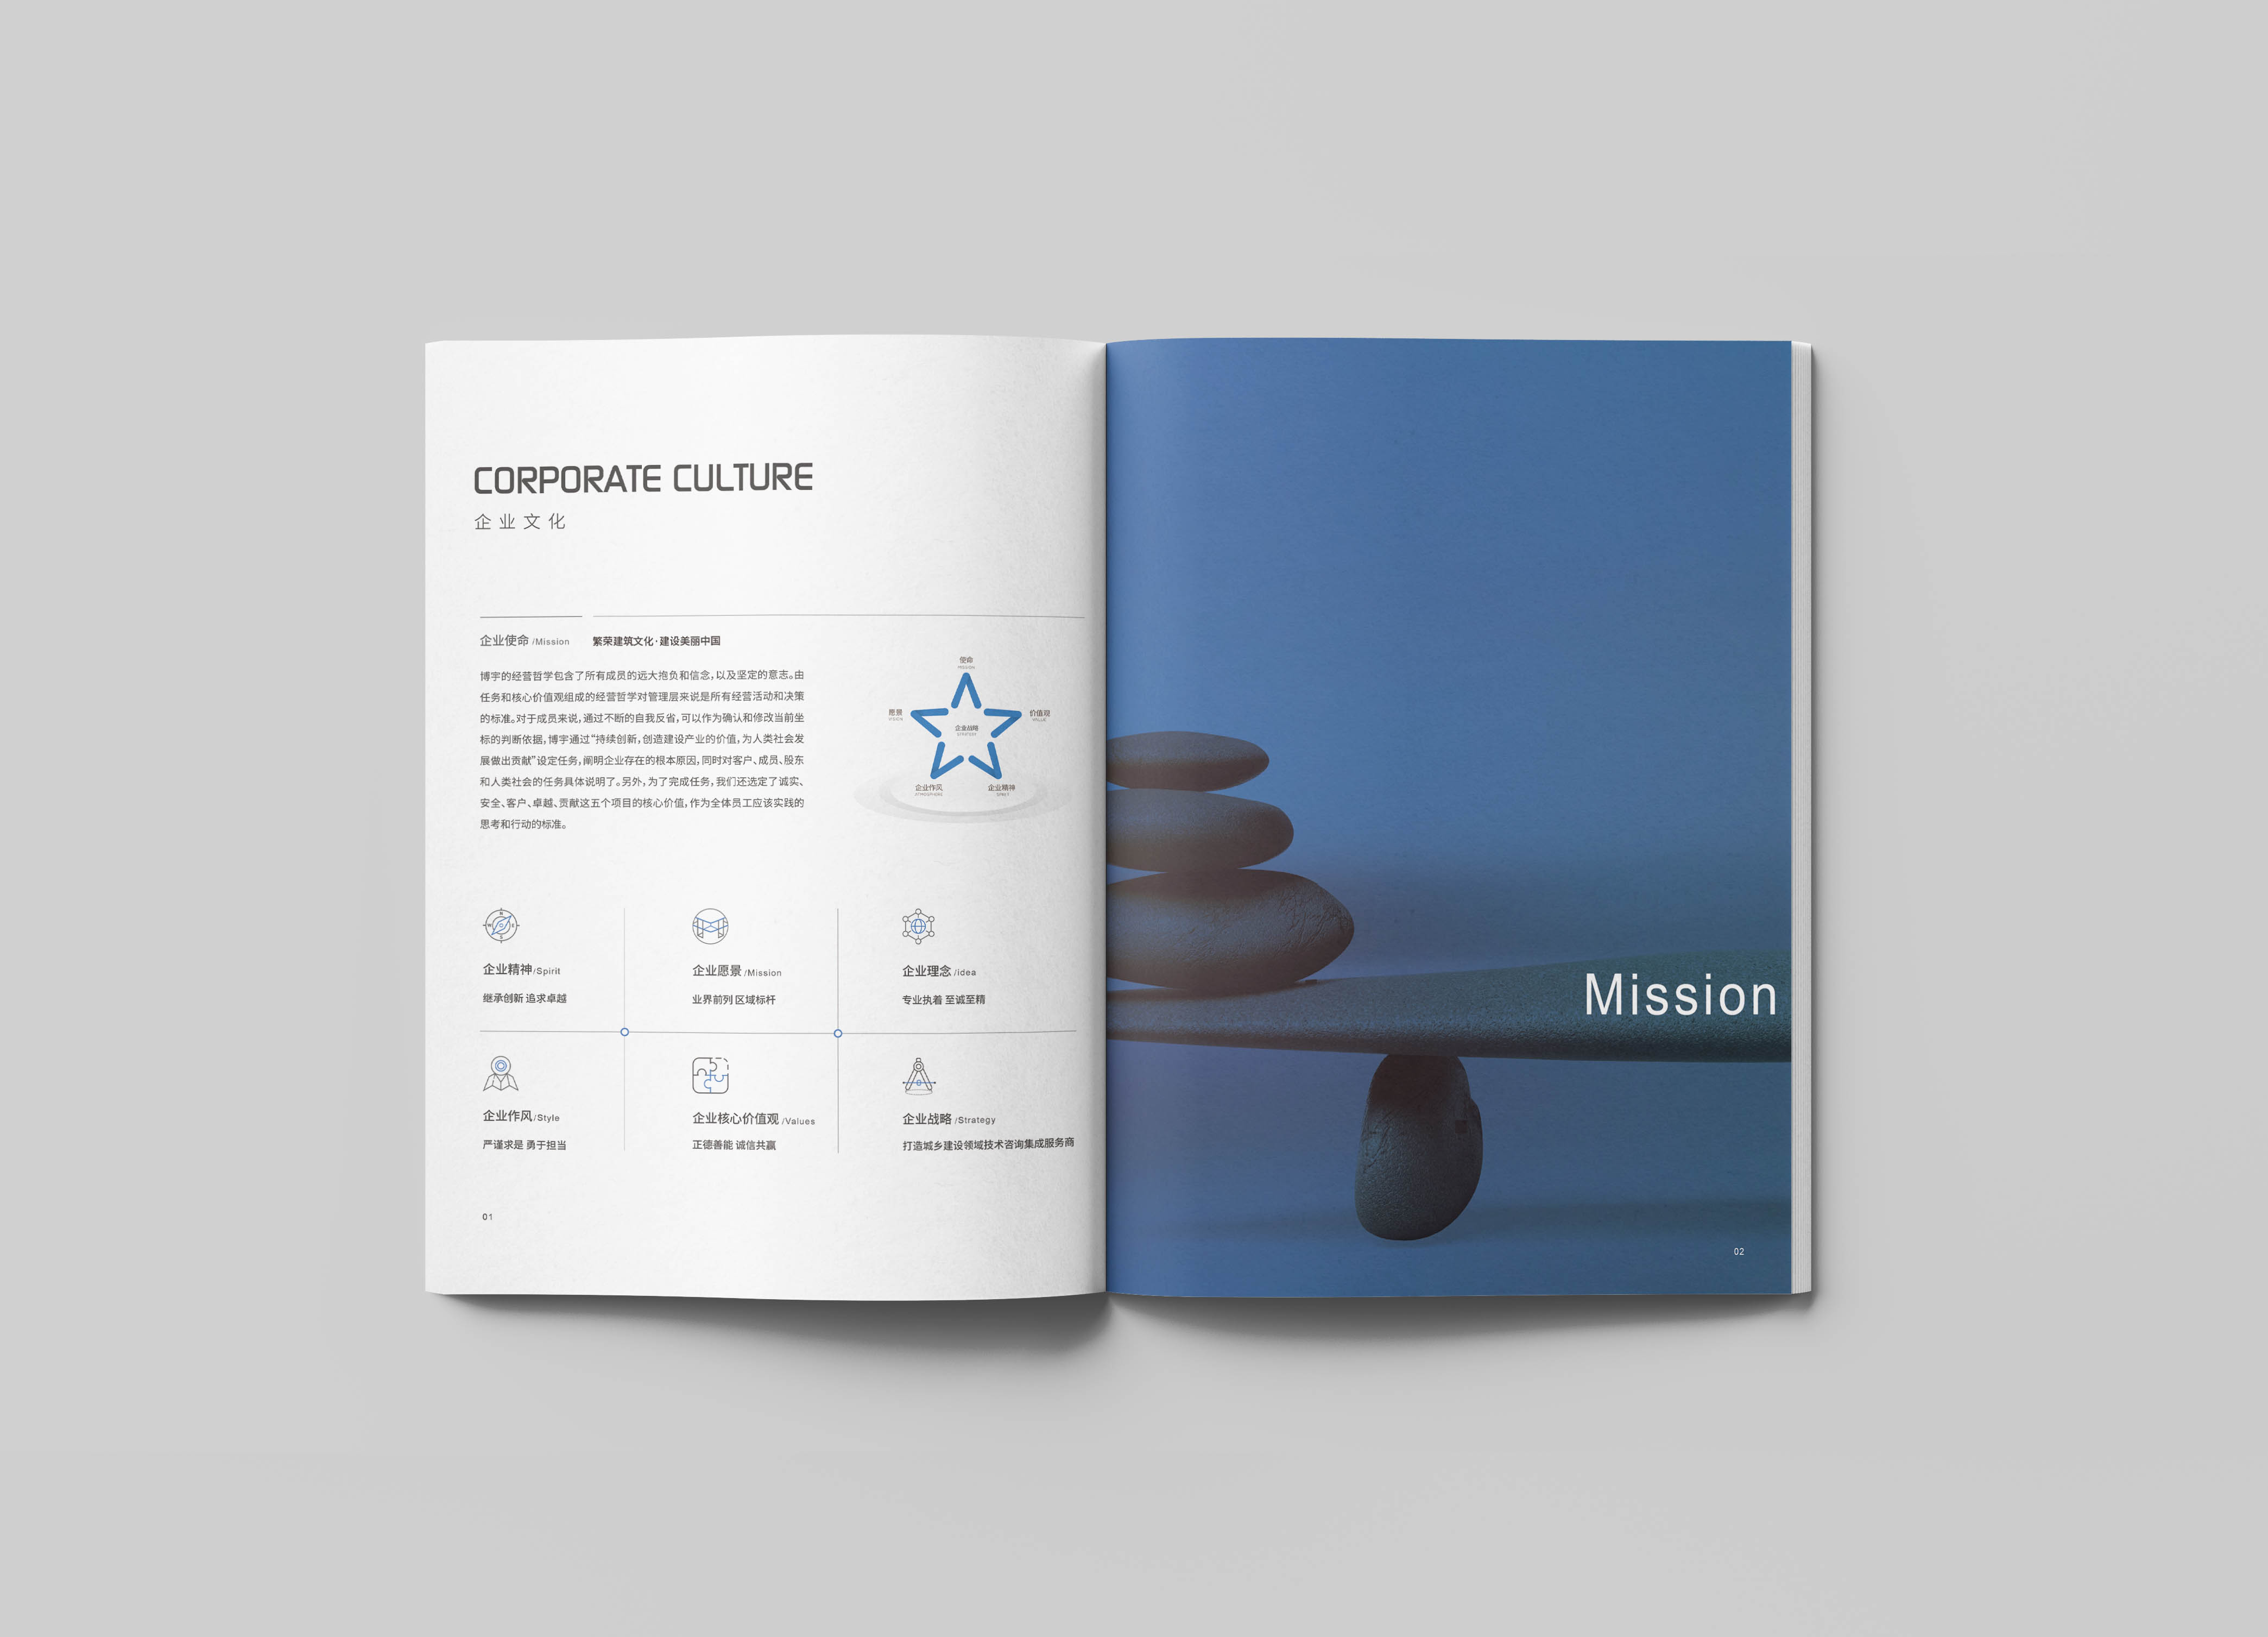 CORPORATE CULTURE
企业文化
企业使命 /Mission 繁荣建筑文化·建设美丽中国
博宇的经营哲学包含了所有成员的远大抱负和信念，以及坚定的意志。由
任务和核心价值观组成的经营哲学对管理层来说是所有经营活动和决策
的标准。对于成员来说，通过不断的自我反省，可以作为确认和修改当前坐
标的判断依据，博宇通过“持续创新，创造建设产业的价值，为人类社会发
展做出贡献”设定任务，阐明企业存在的根本原因，同时对客户、成员、股东
和人类社会的任务具体说明了。另外，为了完成任务，我们还选定了诚实、
安全、客户、卓越、贡献这五个项目的核心价值，作为全体员工应该实践的
思考和行动的标准。
使命
MISSION
愿景
VISION
价值观
VALUE
企业战略
STRATEGY
企业作风
ATMOSPHERE
企业精神
SPIRIT
N
W E
S
企业精神/Spirit
继承创新 追求卓越
企业愿景 /Mission
业界前列 区域标杆
企业理念 /idea
专业执着 至诚至精
企业作风/Style
严谨求是 勇于担当
企业核心价值观 /Values
正德善能 诚信共赢
企业战略 /Strategy
打造城乡建设领域技术咨询集成服务商
01
Mission
02